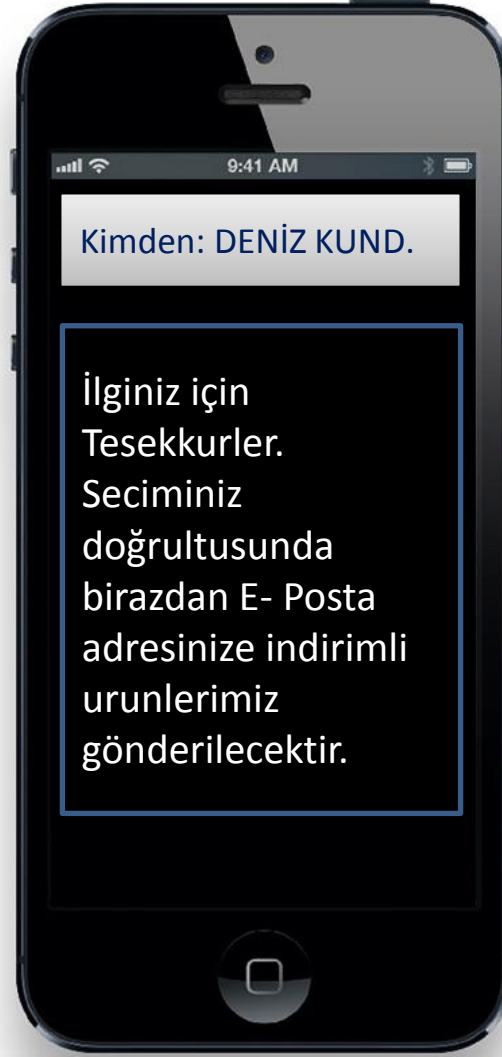 9:41 AM
Kimden: DENİZ KUND.
İlginiz için
Tesekkurler.
Seciminiz
doğrultusunda
birazdan E- Posta
adresinize indirimli
urunlerimiz
gönderilecektir.